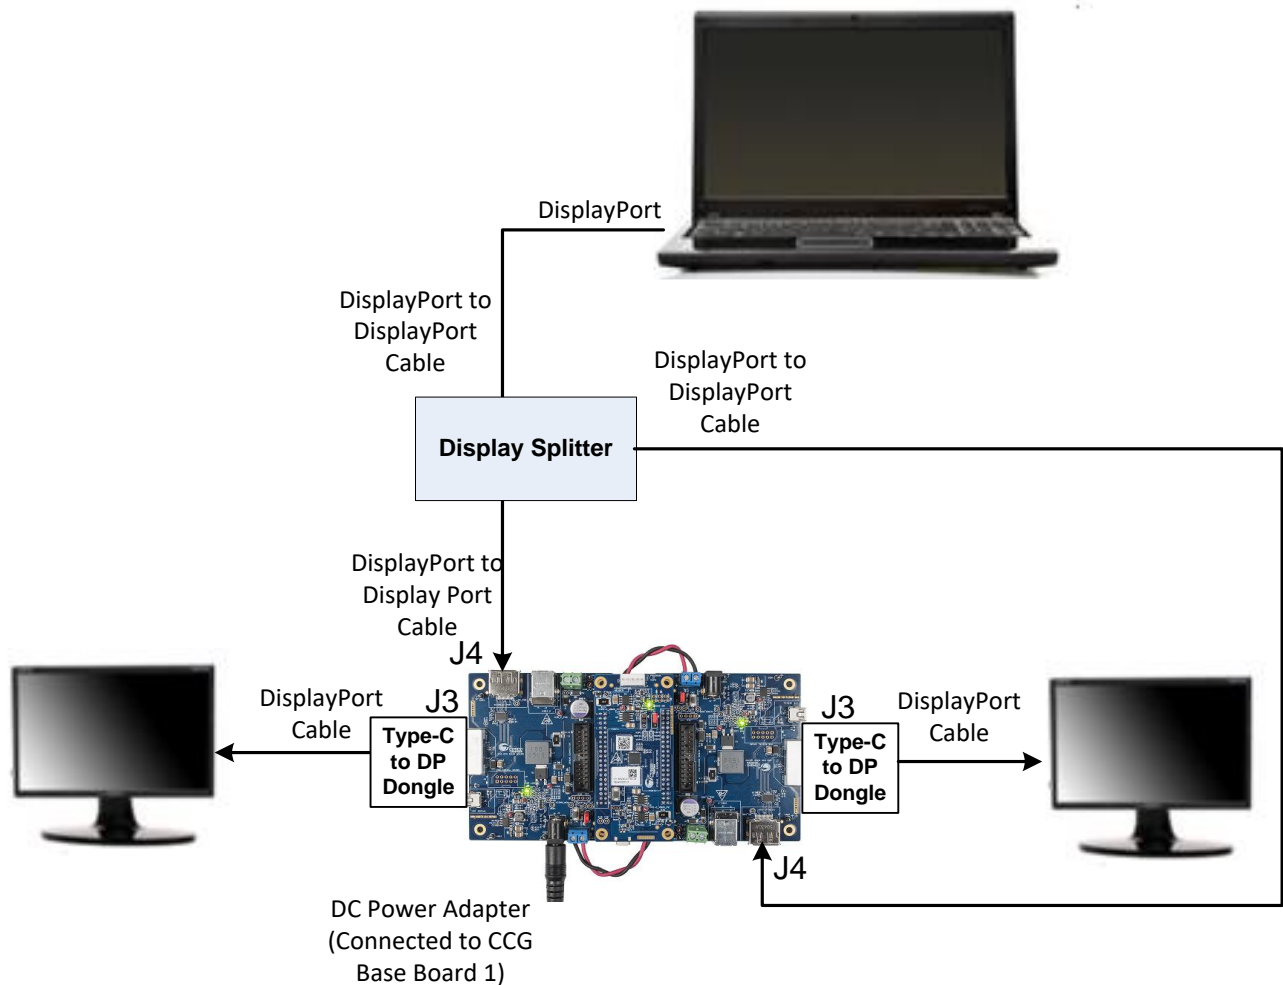 DisplayPort
DisplayPort to
DisplayPort
Cable
DisplayPort to
DisplayPort
Cable
Display Splitter
DisplayPort to
Display Port
Cable
J4
DisplayPort
Cable
J3
Type-C
to DP
Dongle
J3
Type-C
to DP
Dongle
DisplayPort
Cable
J4
DC Power Adapter
(Connected to CCG
Base Board 1)